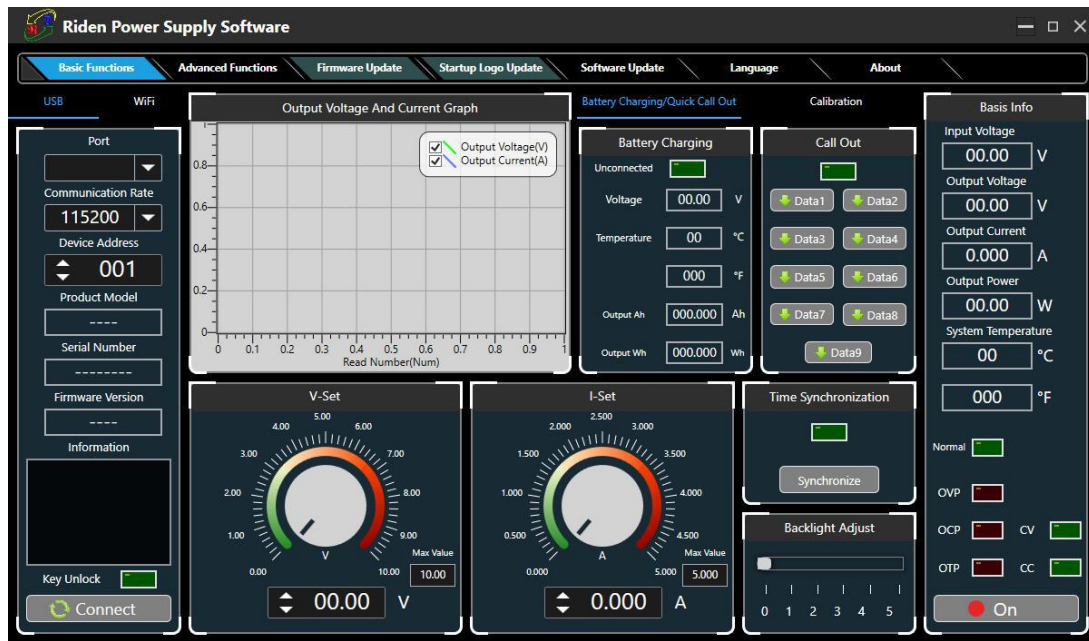 Riden Power Supply Software
Basic Functions
Advanced Functions
Firmware Update
Startup Logo Update
Software Update
Language
About
USB
WiFi
Port
Communication Rate
115200
Device Address
001
Product Model
----
Serial Number
--------
Firmware Version
----
Information
Key Unlock
Connect
Output Voltage And Current Graph
Output Voltage(V)
Output Current(A)
1
0.8
0.6
0.4
0.2
0
0 0.1 0.2 0.3 0.4 0.5 0.6 0.7 0.8 0.9 1
Read Number(Num)
Battery Charging/Quick Call Out
Calibration
Battery Charging
Unconnected
Voltage 00.00 V
Temperature 00 °C
000 °F
Output Ah 000.000 Ah
Output Wh 000.000 Wh
Call Out
Data1 Data2
Data3 Data4
Data5 Data6
Data7 Data8
Data9
V-Set
5.00
4.00 6.00
3.00 7.00
2.00 8.00
1.00 9.00
0.00 V 10.00
Max Value
10.00
00.00 V
I-Set
2.500
2.000 3.000
1.500 3.500
1.000 4.000
0.500 4.500
0.000 A 5.000
Max Value
5.000
0.000 A
Time Synchronization
Synchronize
Backlight Adjust
0 1 2 3 4 5
Basis Info
Input Voltage
00.00 V
Output Voltage
00.00 V
Output Current
0.000 A
Output Power
00.00 W
System Temperature
00 °C
000 °F
Normal
OVP
OCP CV
OTP CC
On